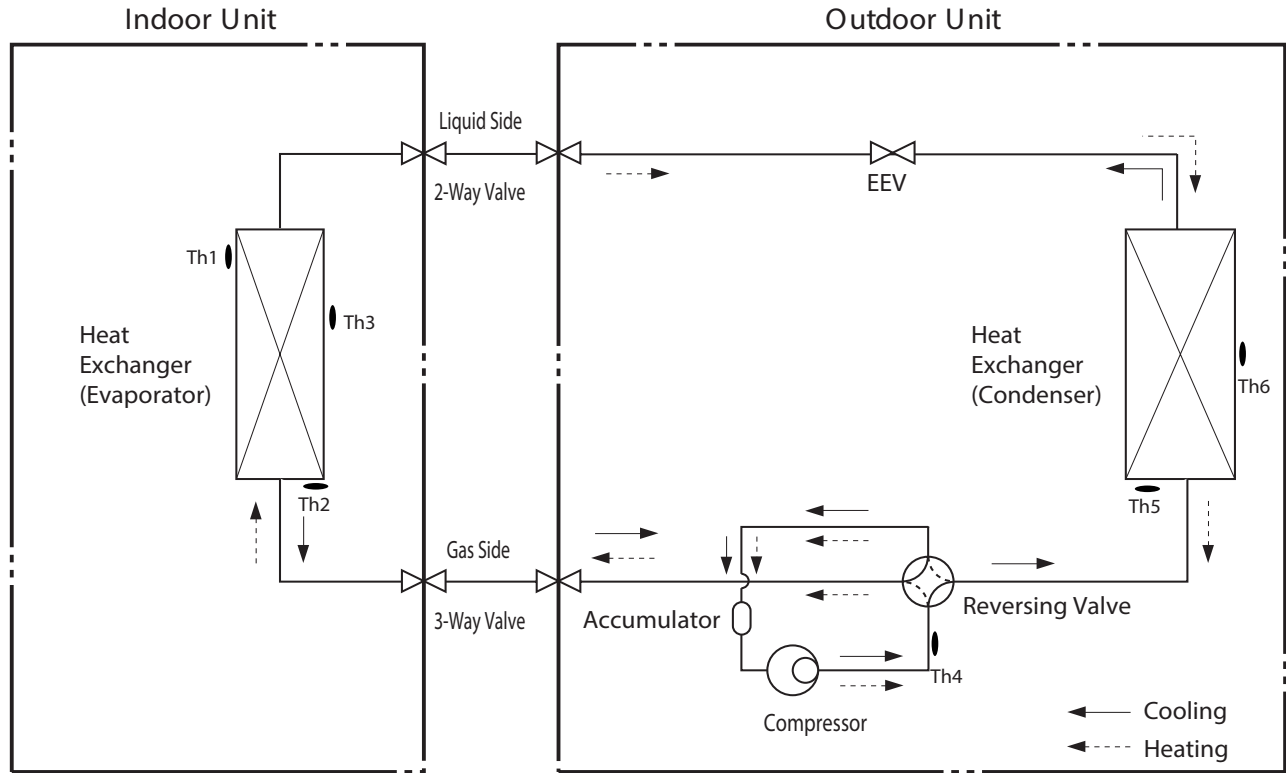 Indoor Unit
Outdoor Unit
Liquid Side
2-Way Valve
EEV
Th1
Th3
Heat
Exchanger
(Evaporator)
Th2
Heat
Exchanger
(Condenser)
Th6
Th5
Gas Side
3-Way Valve
Accumulator
Reversing Valve
Th4
Compressor
Cooling
Heating